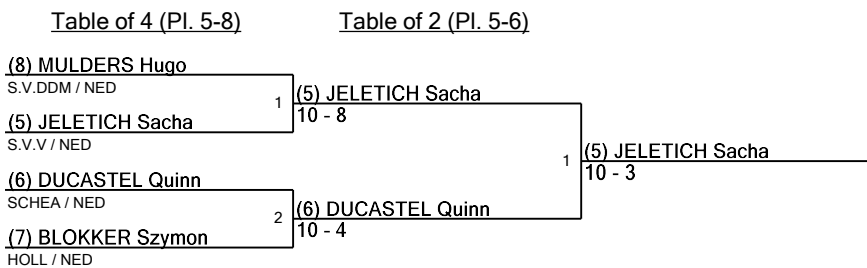 Table of 4 (Pl. 5-8)
Table of 2 (Pl. 5-6)
(8) MULDERS Hugo
S.V.DDM / NED
1
(5) JELETICH Sacha
10 - 8
(5) JELETICH Sacha
S.V.V / NED
1
(5) JELETICH Sacha
10 - 3
(6) DUCASTEL Quinn
SCHEA / NED
2
(6) DUCASTEL Quinn
10 - 4
(7) BLOKKER Szymon
HOLL / NED